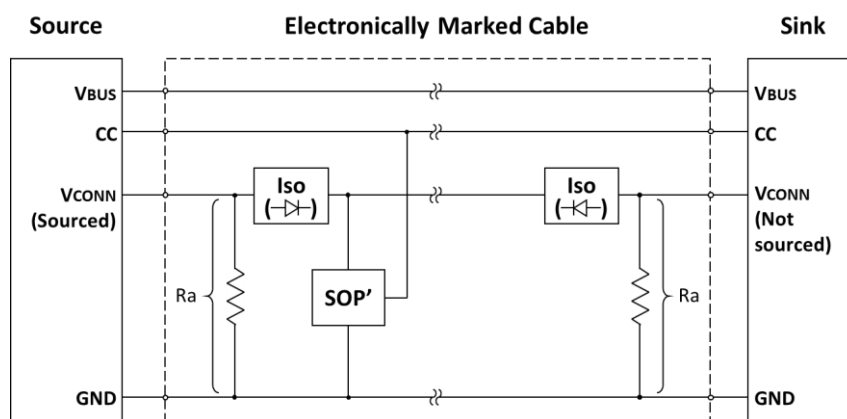 Source
Electronically Marked Cable
Sink
VBUS
VBUS
CC
CC
VCONN
(Sourced)
Iso
Iso
VCONN
(Not
sourced)
Ra
SOP’
Ra
GND
GND